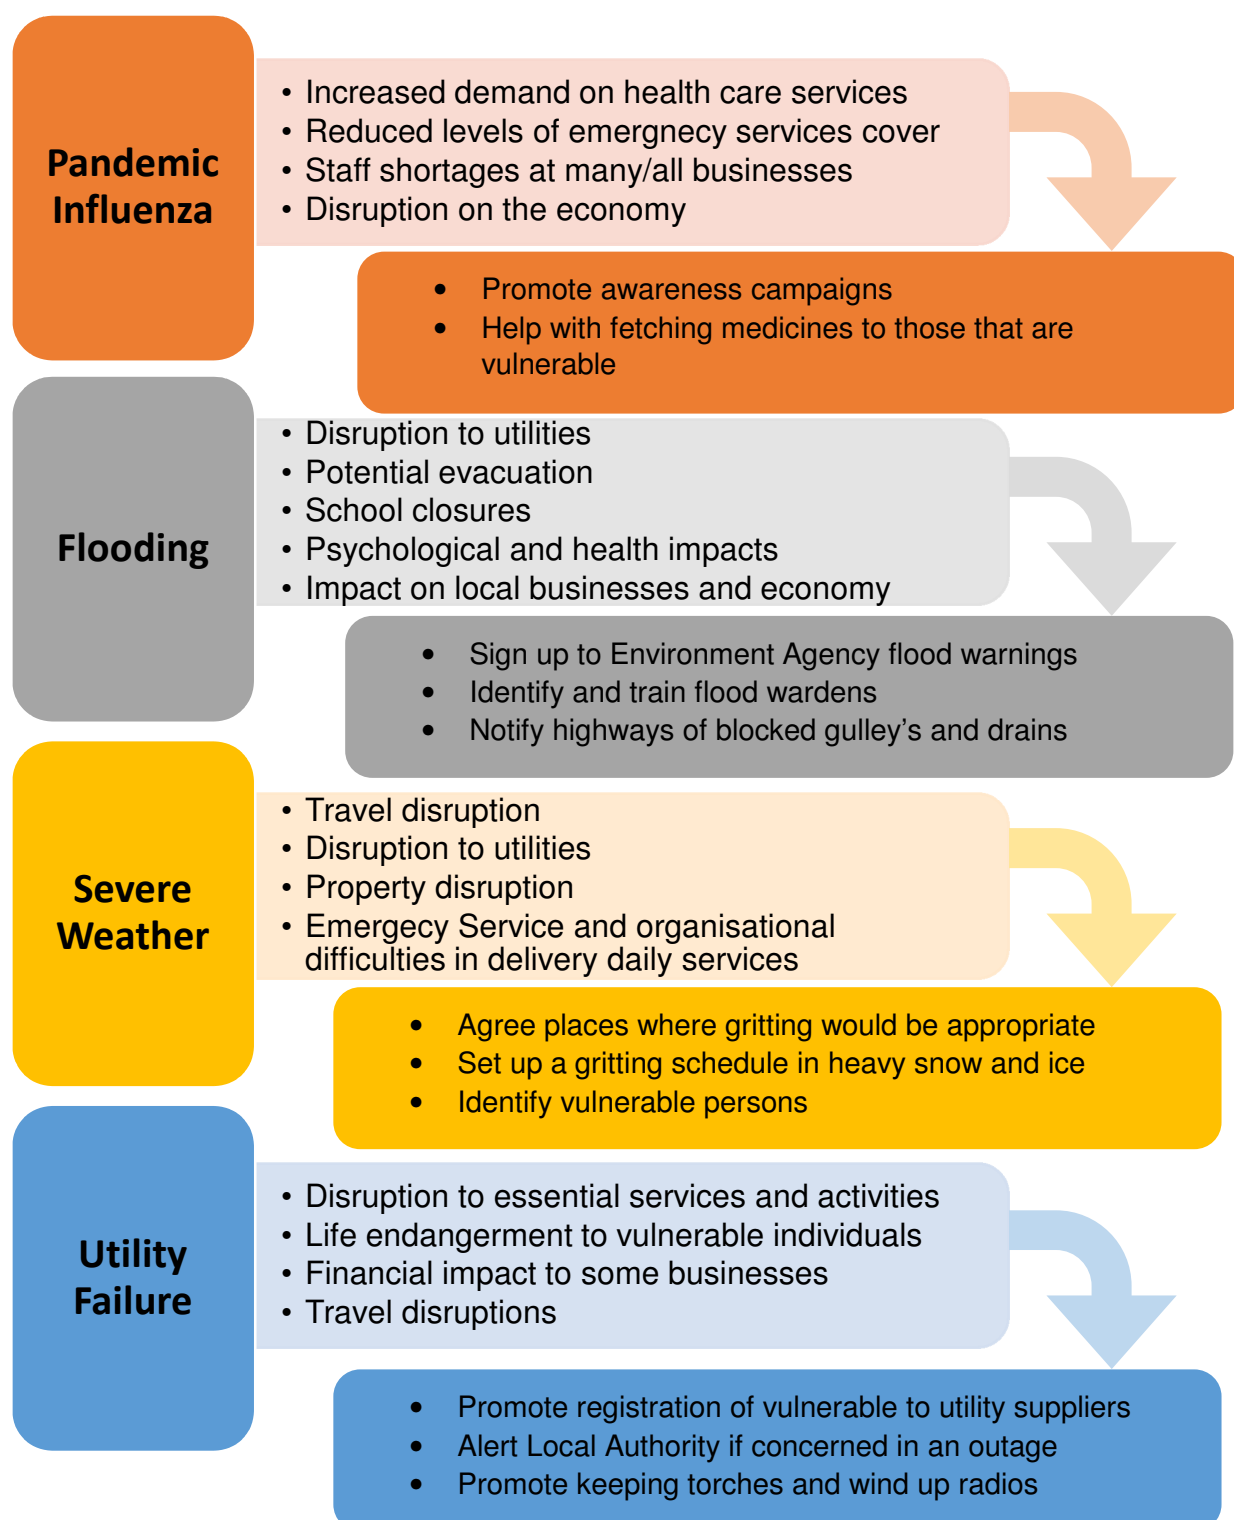 Pandemic
Influenza
• Increased demand on health care services
• Reduced levels of emergnecy services cover
• Staff shortages at many/all businesses
• Disruption on the economy
• Promote awareness campaigns
• Help with fetching medicines to those that are
vulnerable
Flooding
• Disruption to utilities
• Potential evacuation
• School closures
• Psychological and health impacts
• Impact on local businesses and economy
• Sign up to Environment Agency flood warnings
• Identify and train flood wardens
• Notify highways of blocked gulley’s and drains
Severe
Weather
• Travel disruption
• Disruption to utilities
• Property disruption
• Emergecy Service and organisational
difficulties in delivery daily services
• Agree places where gritting would be appropriate
• Set up a gritting schedule in heavy snow and ice
• Identify vulnerable persons
Utility
Failure
• Disruption to essential services and activities
• Life endangerment to vulnerable individuals
• Financial impact to some businesses
• Travel disruptions
• Promote registration of vulnerable to utility suppliers
• Alert Local Authority if concerned in an outage
• Promote keeping torches and wind up radios